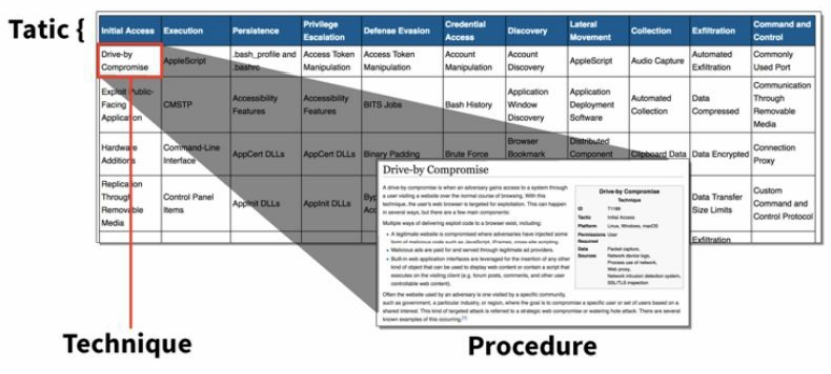 Tatic {
Initial Access Execution Persistence Privilege Escalation Defense Evasion Credential Access Discovery Lateral Movement Collection Exfiltration Command and Control
Drive-by Compromise AppleScript .bash_profile and .bashrc Access Token Manipulation Access Token Manipulation Account Manipulation Account Discovery AppleScript Audio Capture Automated Exfiltration Commonly Used Port
Exploit Public-Facing Application CMSTP Accessibility Features Accessibility Features BITS Jobs Bash History Application Window Discovery Application Deployment Software Automated Collection Data Compressed Communication Through Removable Media
Hardware Additions Command-Line Interface AppCert DLLs AppCert DLLs Binary Padding Brute Force Browser Bookmark Distributed Component Clipboard Data Data Encrypted Connection Proxy
Replication Through Removable Media Control Panel Items AppInit DLLs AppInit DLLs Data Transfer Size Limits Custom Command and Control Protocol
Exfiltration
Drive-by Compromise
A drive-by compromise is when an adversary gains access to a system through
a user visiting a website over the normal course of browsing. With this
technique, the user's web browser is targeted for exploitation. This can happen
in several ways, but there are a few main components:
Multiple ways of delivering exploit code to a browser exist, including:
• A legitimate website is compromised where adversaries have injected some
form of malicious code such as JavaScript, iFrames, cross-site scripting.
• Malicious ads are paid for and served through legitimate ad providers.
• Built-in web application interfaces are leveraged for the insertion of any other
kind of object that can be used to display web content or contain a script that
executes on the visiting client (e.g. forum posts, comments, and other user
controllable web content).
Often the website used by an adversary is one visited by a specific community,
such as government, a particular industry, or region, where the goal is to compromise a specific user or set of users based on a
shared interest. This kind of targeted attack is referred to a strategic web compromise or watering hole attack. There are several
known examples of this occurring.[1]
Drive-by Compromise
Technique
ID T1189
Tactic Initial Access
Platform Linux, Windows, macOS
Permissions Required User
Data Sources Packet capture,
Network device logs,
Process use of network,
Web proxy,
Network intrusion detection system,
SSL/TLS inspection
Technique
Procedure